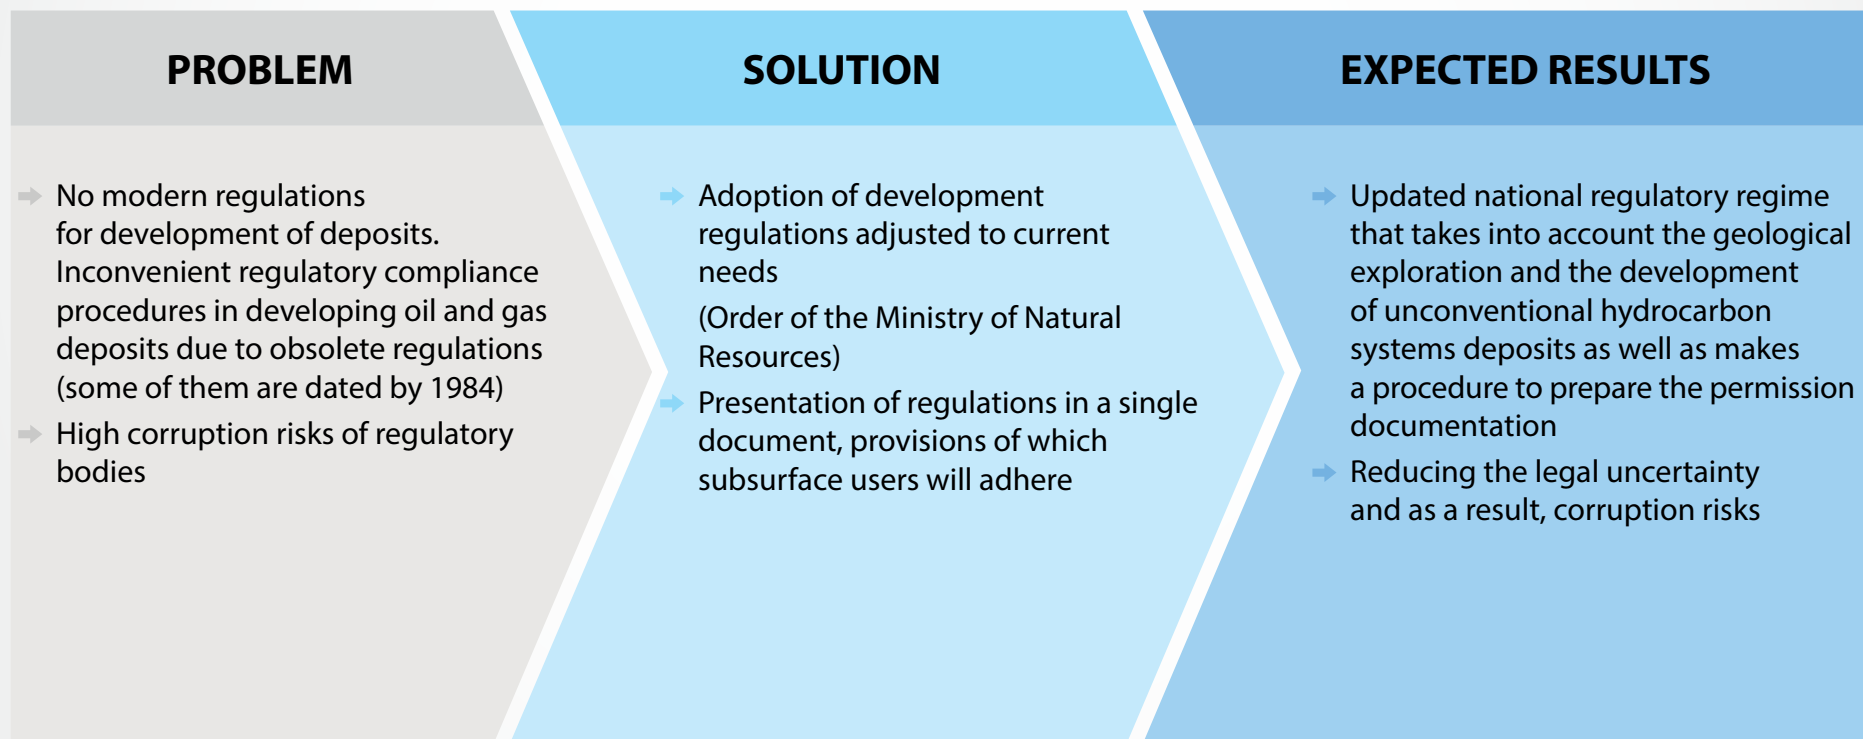 PROBLEM
No modern regulations
for development of deposits.
Inconvenient regulatory compliance
procedures in developing oil and gas
deposits due to obsolete regulations
(some of them are dated by 1984)
High corruption risks of regulatory
bodies
SOLUTION
Adoption of development
regulations adjusted to current
needs
(Order of the Ministry of Natural
Resources)
Presentation of regulations in a single
document, provisions of which
subsurface users will adhere
EXPECTED RESULTS
Updated national regulatory regime
that takes into account the geological
exploration and the development
of unconventional hydrocarbon
systems deposits as well as makes
a procedure to prepare the permission
documentation
Reducing the legal uncertainty
and as a result, corruption risks